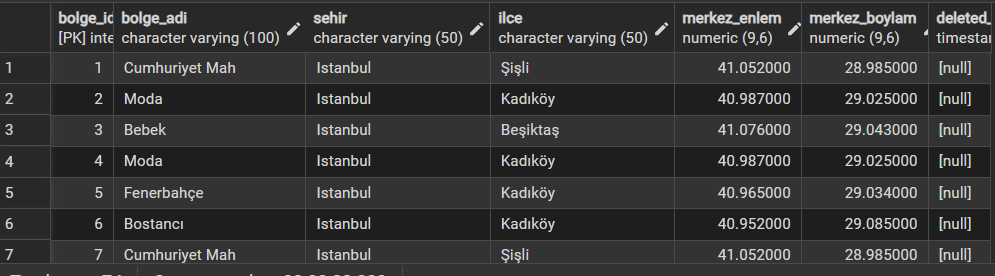 bolge_id bolge_adi sehir ilce merkez_enlem merkez_boylam deleted_
[PK] inte character varying (100) character varying (50) character varying (50) numeric (9,6) numeric (9,6) timestan
1 1 Cumhuriyet Mah Istanbul Şişli 41.052000 28.985000 [null]
2 2 Moda Istanbul Kadıköy 40.987000 29.025000 [null]
3 3 Bebek Istanbul Beşiktaş 41.076000 29.043000 [null]
4 4 Moda Istanbul Kadıköy 40.987000 29.025000 [null]
5 5 Fenerbahçe Istanbul Kadıköy 40.965000 29.034000 [null]
6 6 Bostancı Istanbul Kadıköy 40.952000 29.085000 [null]
7 7 Cumhuriyet Mah Istanbul Şişli 41.052000 28.985000 [null]